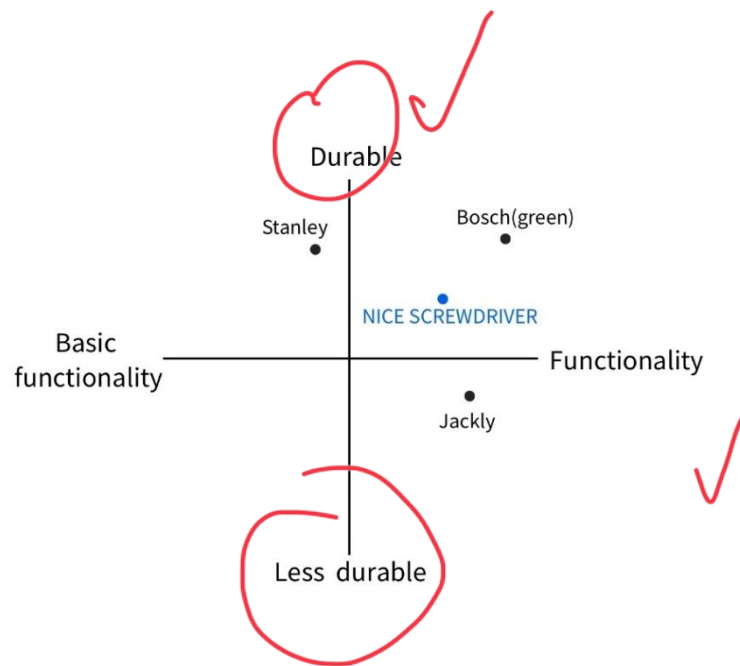 Durable
Stanley
Bosch(green)
NICE SCREWDRIVER
Basic
functionality
Functionality
Jackly
Less durable